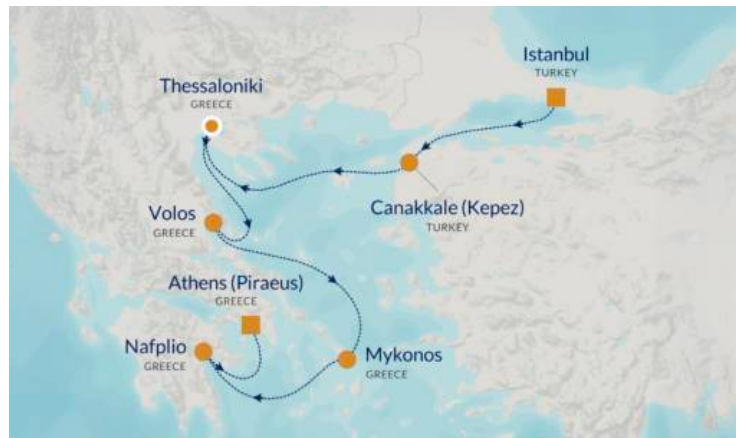 Istanbul
TURKEY
Thessaloniki
GREECE
Canakkale (Kepez)
TURKEY
Volos
GREECE
Athens (Piraeus)
GREECE
Nafplio
GREECE
Mykonos
GREECE